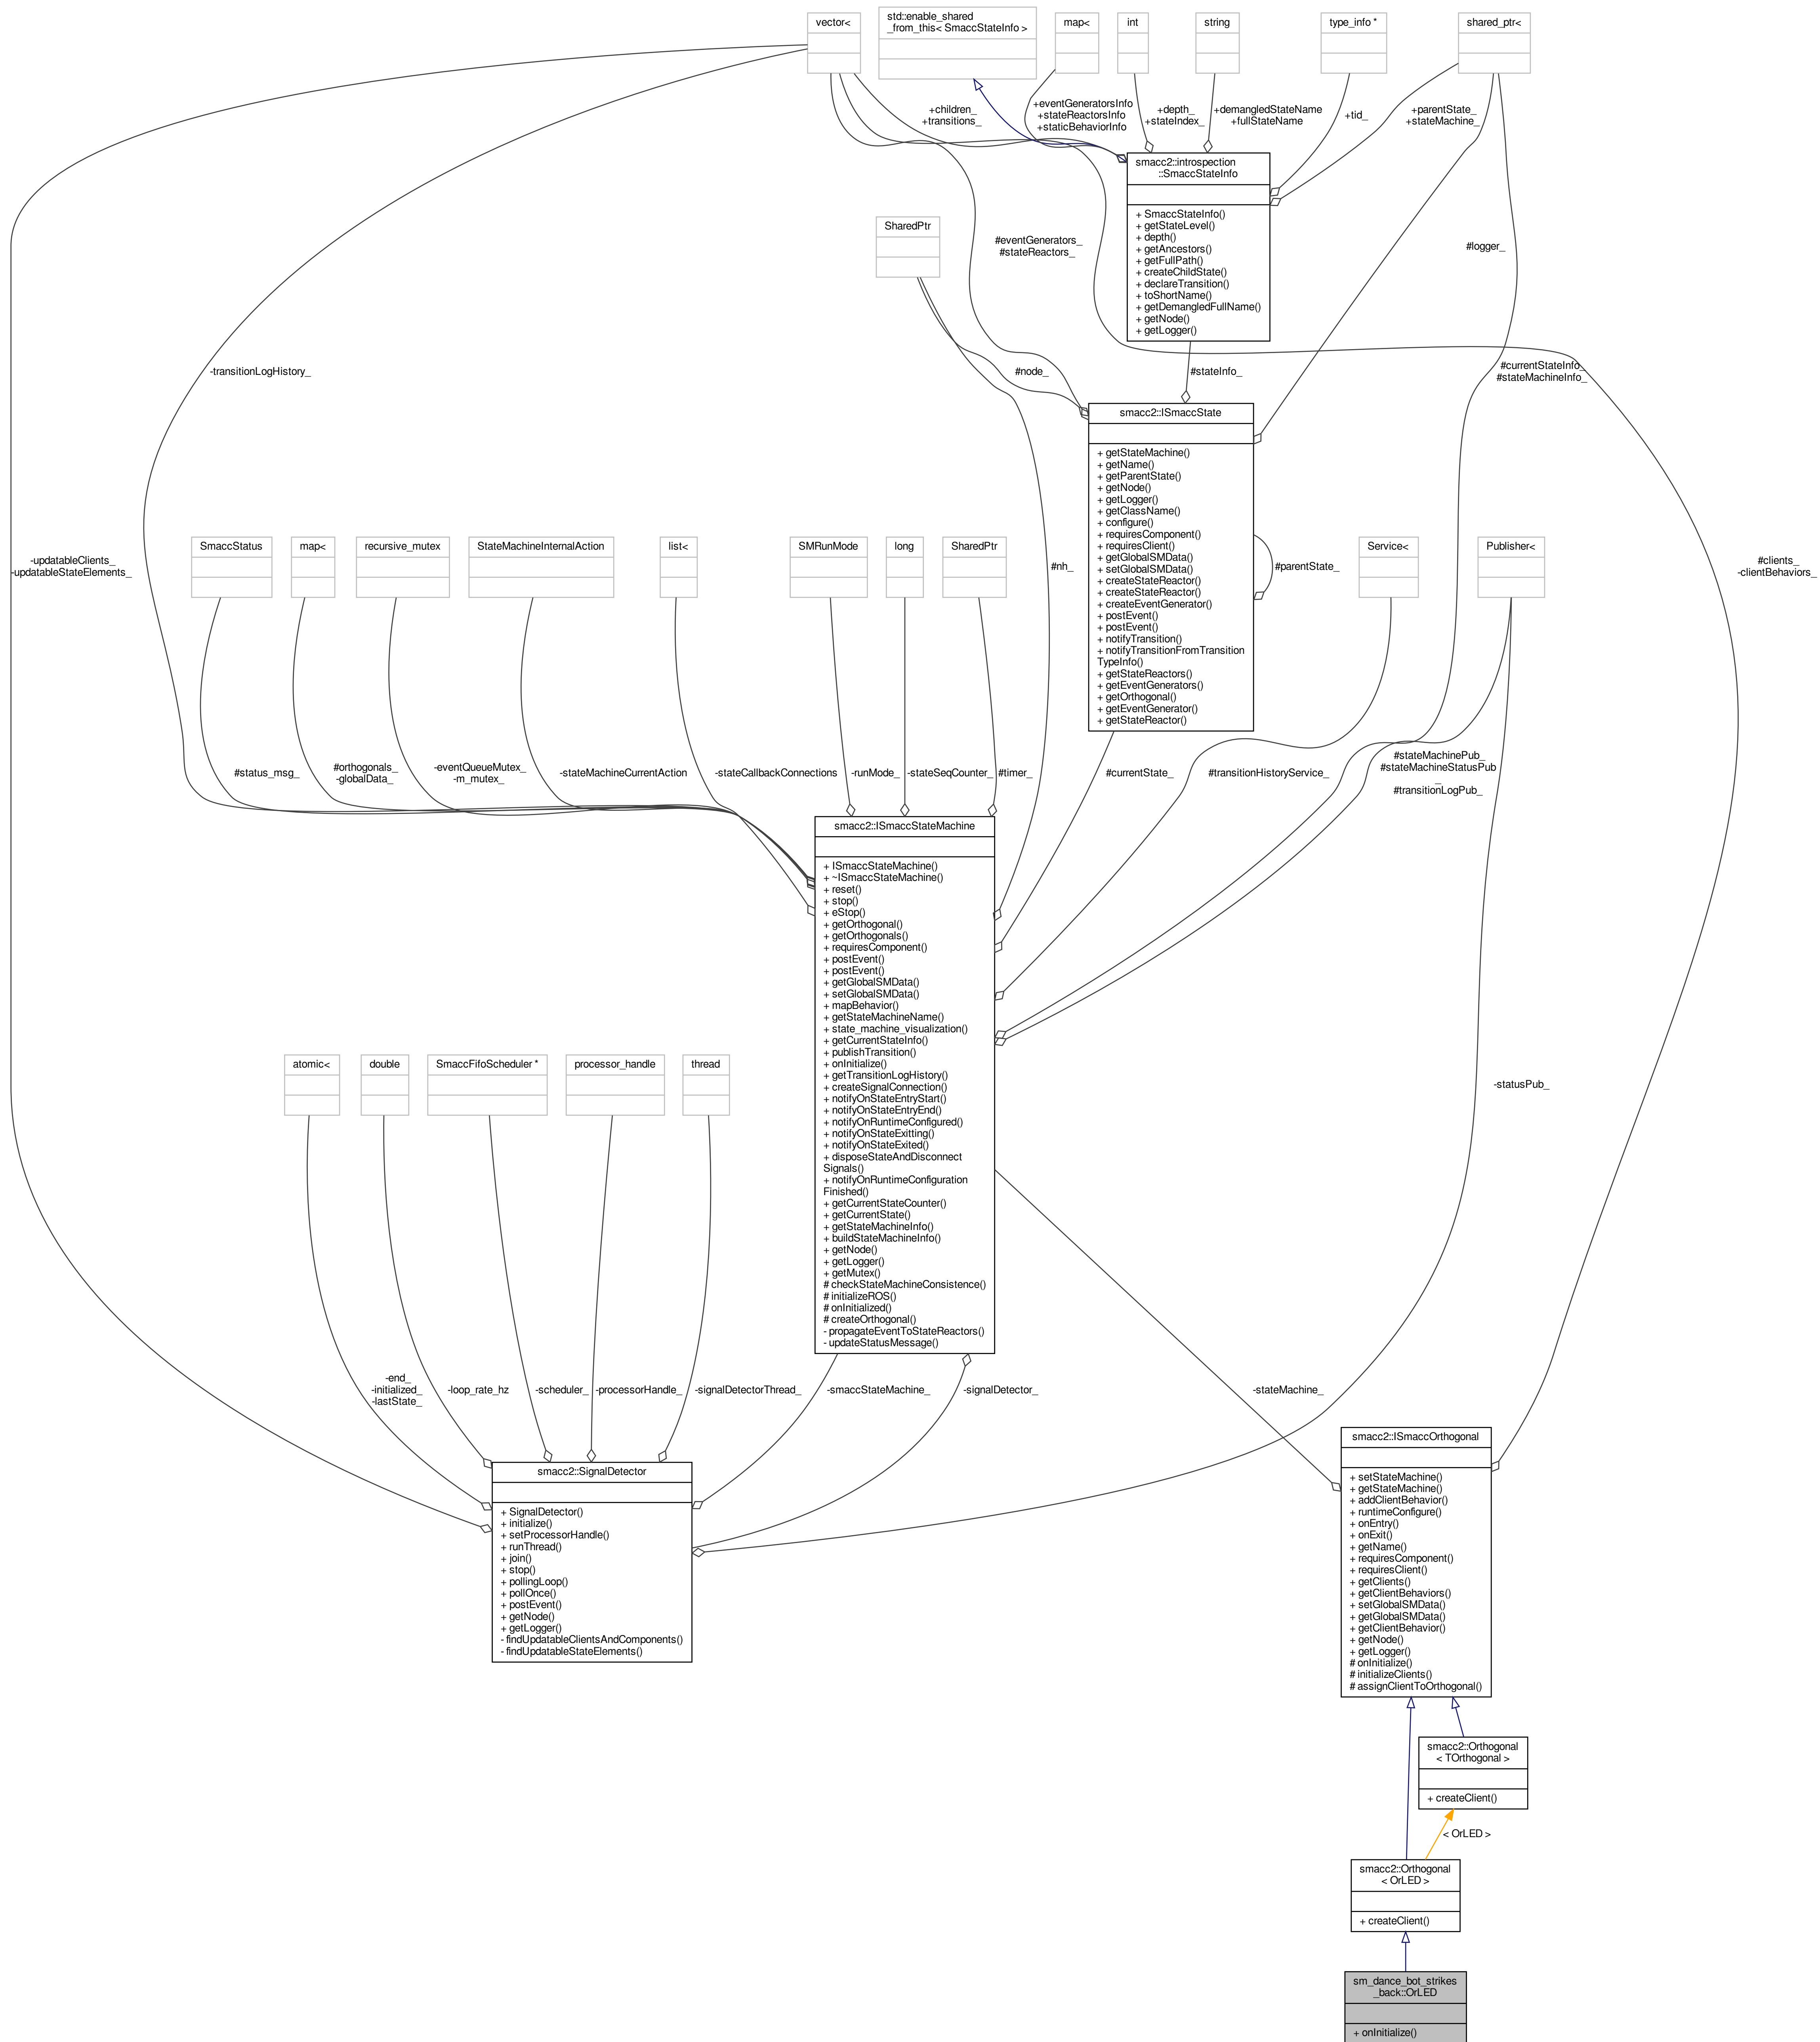 vector<
std::enable_shared
_from_this< SmaccStateInfo >
map<
int
string
type_info *
shared_ptr<
+children_
+transitions_
+eventGeneratorsInfo
+stateReactorsInfo
+staticBehaviorInfo
+depth_
+stateIndex_
+demangledStateName
+fullStateName
+tid_
+parentState_
+stateMachine_
smacc2::introspection
::SmaccStateInfo
+ SmaccStateInfo()
+ getStateLevel()
+ depth()
+ getAncestors()
+ getFullPath()
+ createChildState()
+ declareTransition()
+ toShortName()
+ getDemangledFullName()
+ getNode()
+ getLogger()
SharedPtr
#eventGenerators_
#stateReactors_
#logger_
-transitionLogHistory_
#node_
#stateInfo_
#currentStateInfo_
#stateMachineInfo_
smacc2::ISmaccState
+ getStateMachine()
+ getName()
+ getParentState()
+ getNode()
+ getLogger()
+ getClassName()
+ configure()
+ requiresComponent()
+ requiresClient()
+ getGlobalSMData()
+ setGlobalSMData()
+ createStateReactor()
+ createStateReactor()
+ createEventGenerator()
+ postEvent()
+ postEvent()
+ notifyTransition()
+ notifyTransitionFromTransition
TypeInfo()
+ getStateReactors()
+ getEventGenerators()
+ getOrthogonal()
+ getEventGenerator()
+ getStateReactor()
#parentState_
-updatableClients_
-updatableStateElements_
SmaccStatus
map<
recursive_mutex
StateMachineInternalAction
list<
SMRunMode
long
SharedPtr
#nh_
Service<
Publisher<
#clients_
-clientBehaviors_
#status_msg_
#orthogonals_
-globalData_
-eventQueueMutex_
-m_mutex_
-stateMachineCurrentAction
-stateCallbackConnections
-runMode_
-stateSeqCounter_
#timer_
#currentState_
#transitionHistoryService_
#stateMachinePub_
#stateMachineStatusPub
_
#transitionLogPub_
smacc2::ISmaccStateMachine
+ ISmaccStateMachine()
+ ~ISmaccStateMachine()
+ reset()
+ stop()
+ eStop()
+ getOrthogonal()
+ getOrthogonals()
+ requiresComponent()
+ postEvent()
+ postEvent()
+ getGlobalSMData()
+ setGlobalSMData()
+ mapBehavior()
+ getStateMachineName()
+ state_machine_visualization()
+ getCurrentStateInfo()
+ publishTransition()
+ onInitialize()
+ getTransitionLogHistory()
+ createSignalConnection()
+ notifyOnStateEntryStart()
+ notifyOnStateEntryEnd()
+ notifyOnRuntimeConfigured()
+ notifyOnStateExitting()
+ notifyOnStateExited()
+ disposeStateAndDisconnect
Signals()
+ notifyOnRuntimeConfiguration
Finished()
+ getCurrentStateCounter()
+ getCurrentState()
+ getStateMachineInfo()
+ buildStateMachineInfo()
+ getNode()
+ getLogger()
+ getMutex()
# checkStateMachineConsistence()
# initializeROS()
# onInitialized()
# createOrthogonal()
- propagateEventToStateReactors()
- updateStatusMessage()
atomic<
double
SmaccFifoScheduler *
processor_handle
thread
-statusPub_
-end_
-initialized_
-lastState_
-loop_rate_hz
-scheduler_
-processorHandle_
-signalDetectorThread_
-smaccStateMachine_
-signalDetector_
-stateMachine_
smacc2::SignalDetector
+ SignalDetector()
+ initialize()
+ setProcessorHandle()
+ runThread()
+ join()
+ stop()
+ pollingLoop()
+ pollOnce()
+ postEvent()
+ getNode()
+ getLogger()
- findUpdatableClientsAndComponents()
- findUpdatableStateElements()
smacc2::ISmaccOrthogonal
+ setStateMachine()
+ getStateMachine()
+ addClientBehavior()
+ runtimeConfigure()
+ onEntry()
+ onExit()
+ getName()
+ requiresComponent()
+ requiresClient()
+ getClients()
+ getClientBehaviors()
+ setGlobalSMData()
+ getGlobalSMData()
+ getClientBehavior()
+ getNode()
+ getLogger()
# onInitialize()
# initializeClients()
# assignClientToOrthogonal()
smacc2::Orthogonal
< TOrthogonal >
+ createClient()
< OrLED >
smacc2::Orthogonal
< OrLED >
+ createClient()
sm_dance_bot_strikes
_back::OrLED
+ onInitialize()